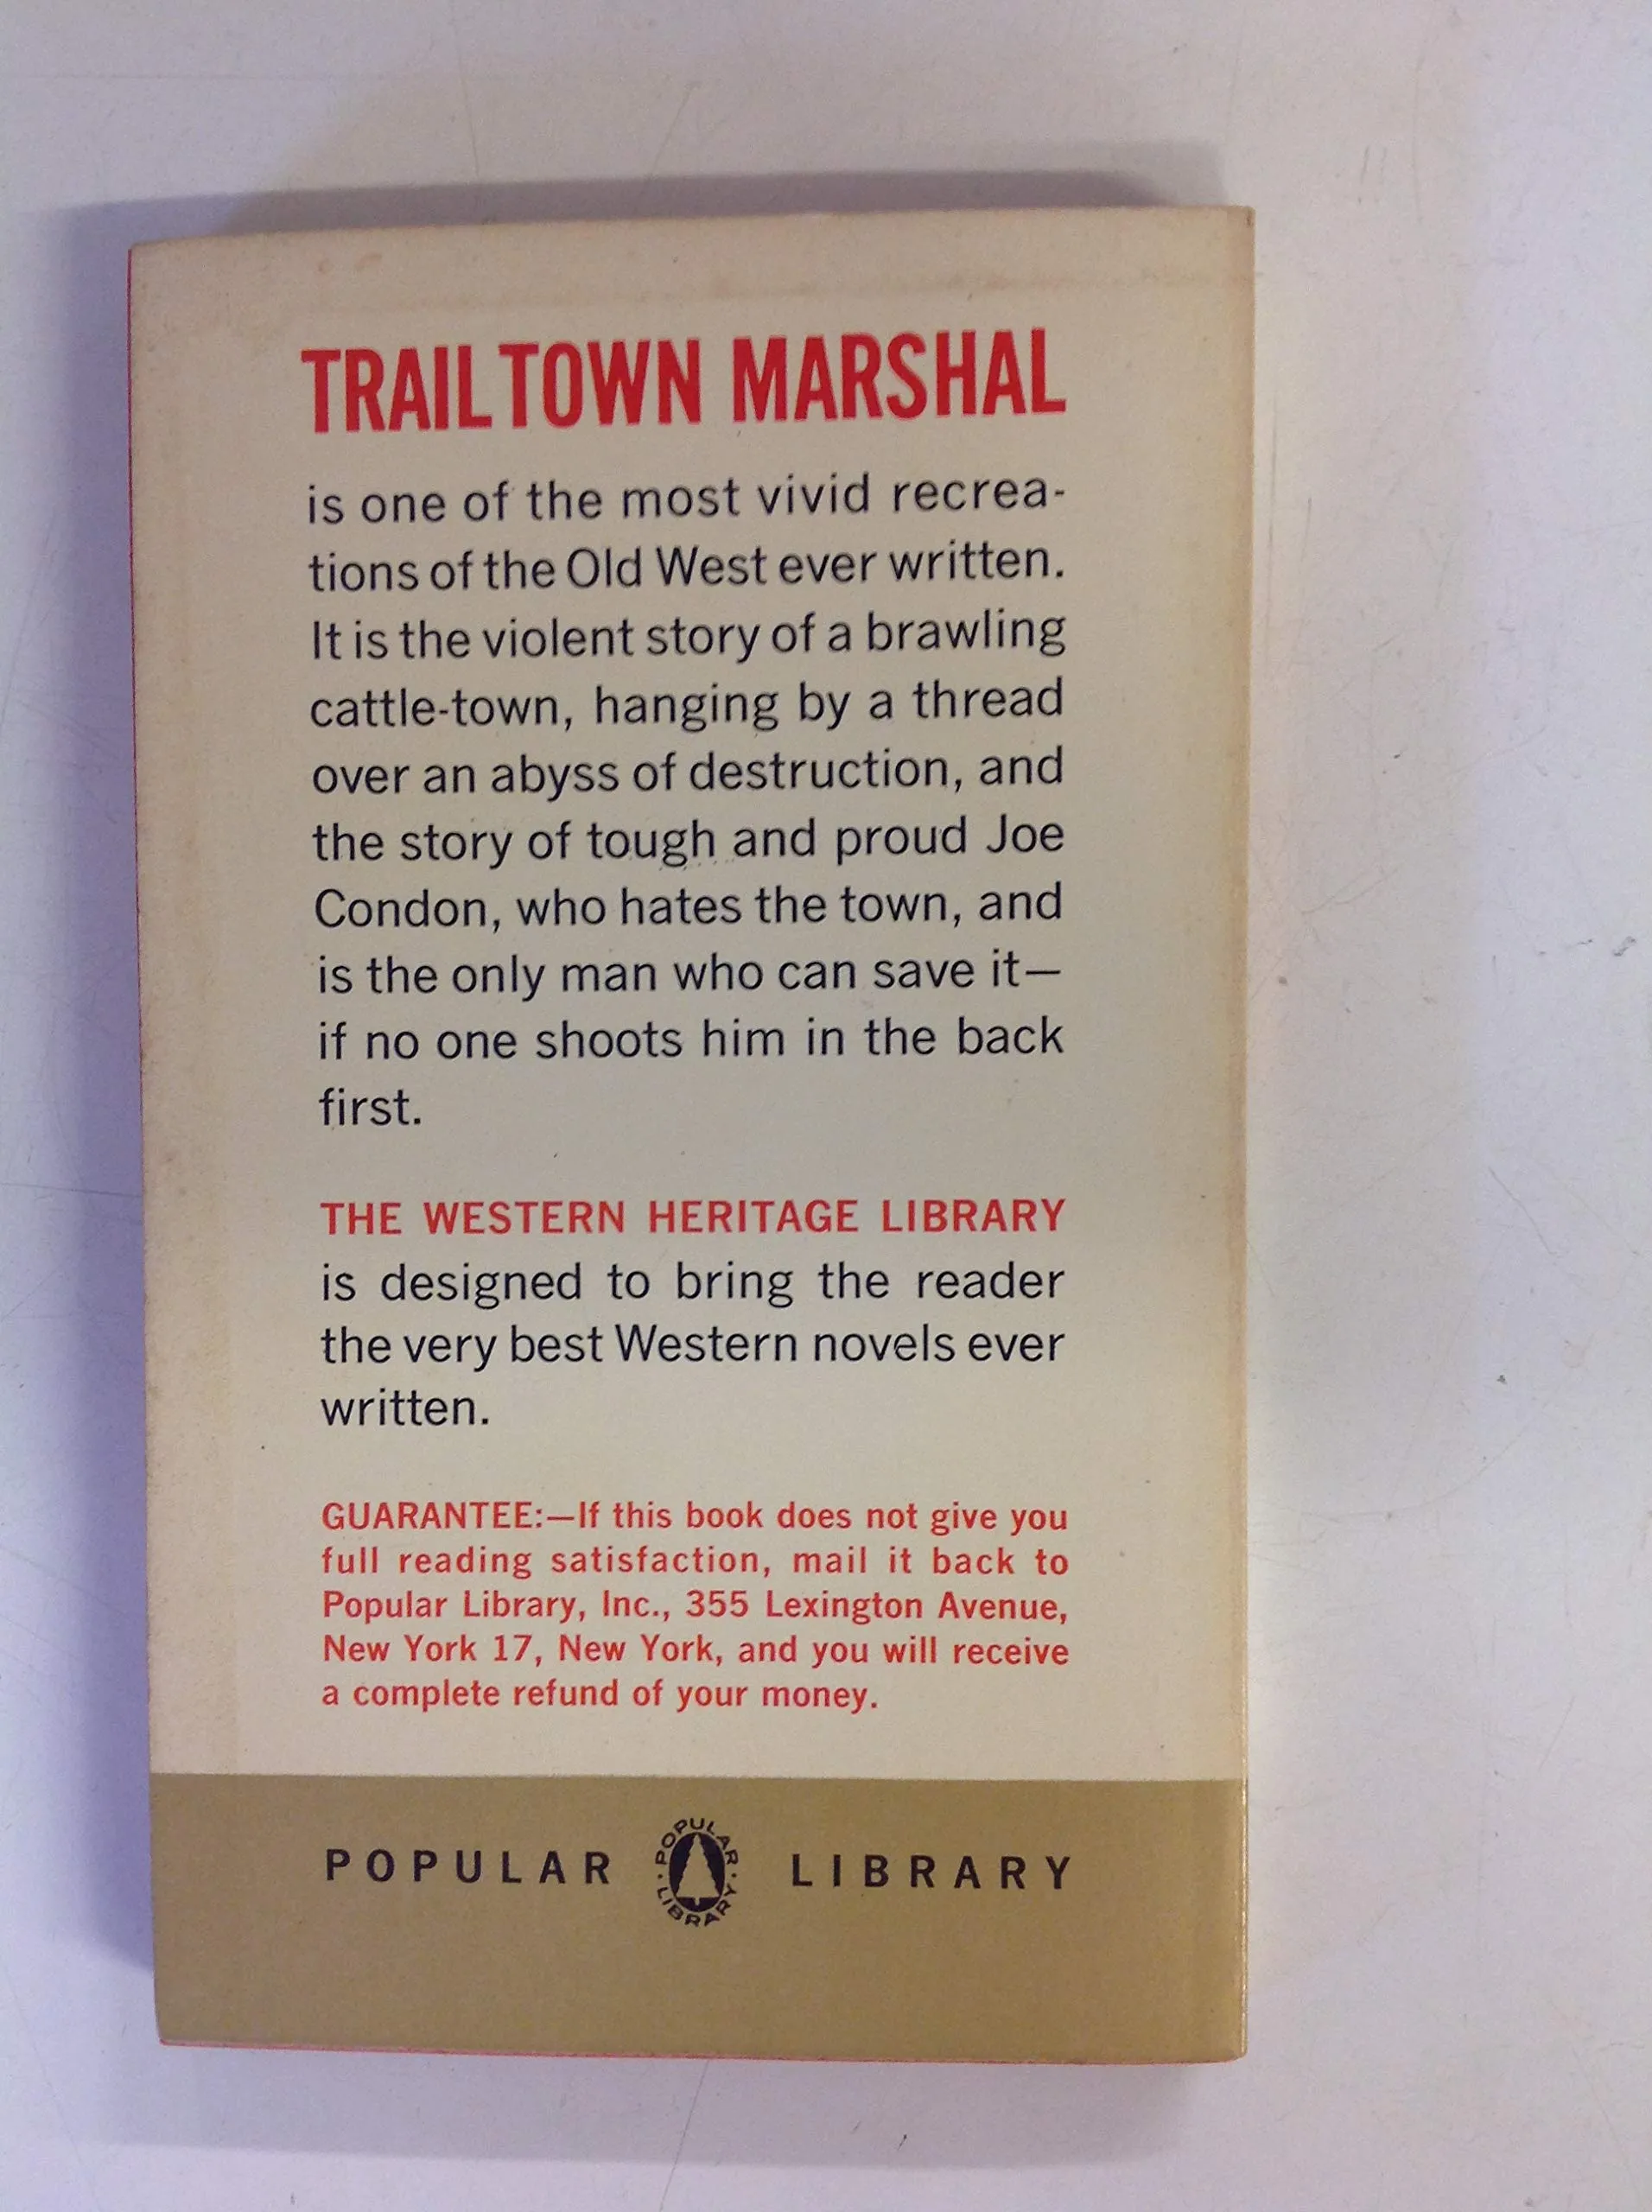 TRAIL TOWN MARSHAL
is one of the most vivid recrea-
tions of the Old West ever written.
It is the violent story of a brawling
cattle-town, hanging by a thread
over an abyss of destruction, and
the story of tough and proud Joe
Condon, who hates the town, and
is the only man who can save it—
if no one shoots him in the back
first.
THE WESTERN HERITAGE LIBRARY
is designed to bring the reader
the very best Western novels ever
written.
GUARANTEE:—If this book does not give you
full reading satisfaction, mail it back to
Popular Library, Inc., 355 Lexington Avenue,
New York 17, New York, and you will receive
a complete refund of your money.
POPULAR LIBRARY
POPULAR · LIBRARY ·